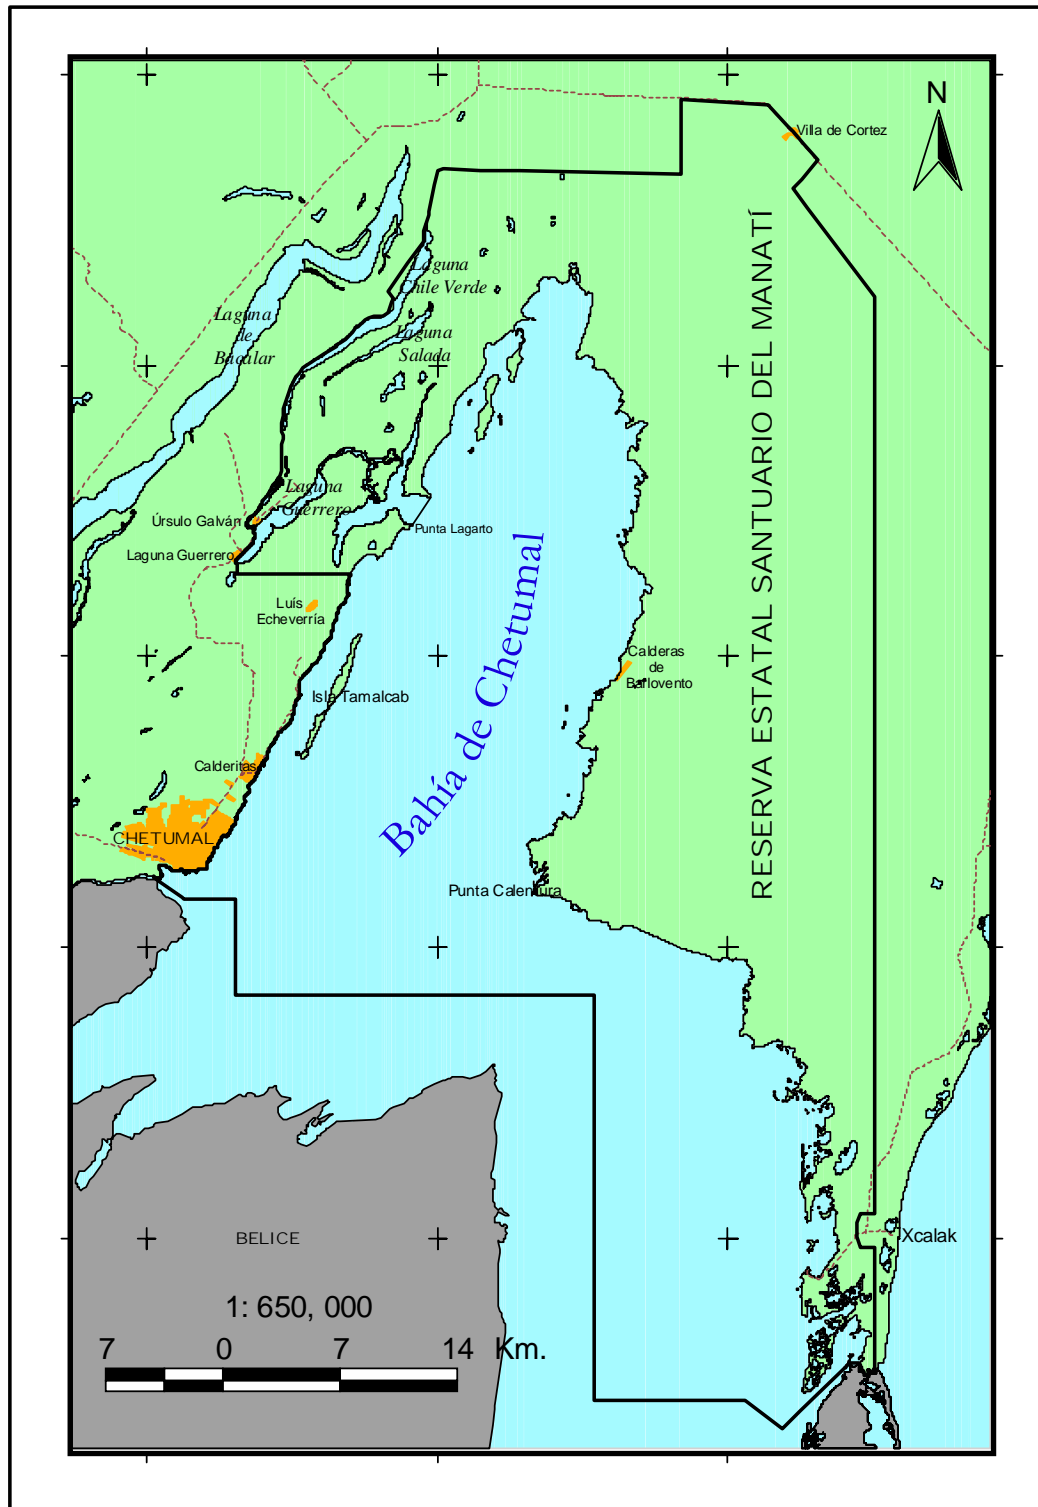 N
Villa de Cortez
Laguna
Chile Verde
Laguna
de
Bacalar
Laguna
Salada
RESERVA ESTATAL SANTUARIO DEL MANATÍ
Laguna
Guerrero
Úrsulo Galván
Punta Lagarto
Laguna Guerrero
Luís
Echeverría
Bahía de Chetumal
Calderas
de
Barlovento
Isla Tamalcab
Calderitas
CHETUMAL
Punta Calentura
BELICE
Xcalak
1: 650, 000
7 0 7 14 Km.